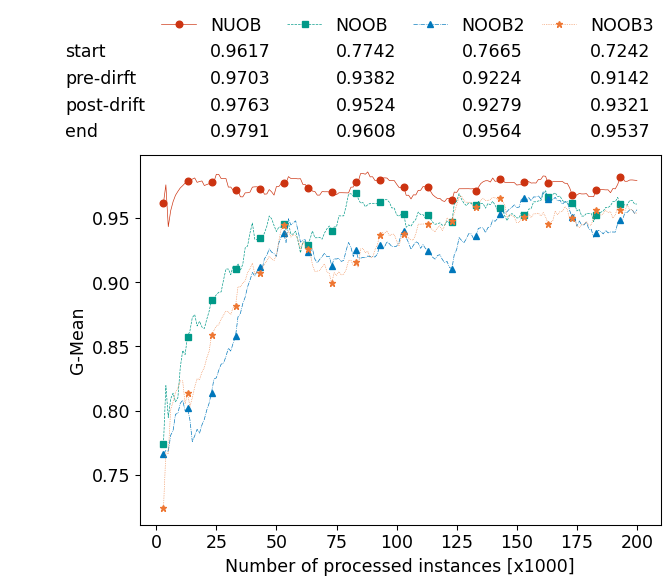 NUOB NOOB NOOB2 NOOB3
start 0.9617 0.7742 0.7665 0.7242
pre-dirft 0.9703 0.9382 0.9224 0.9142
post-drift 0.9763 0.9524 0.9279 0.9321
end 0.9791 0.9608 0.9564 0.9537
0.95
0.90
0.85
0.80
0.75
G-Mean
0 25 50 75 100 125 150 175 200
Number of processed instances [x1000]